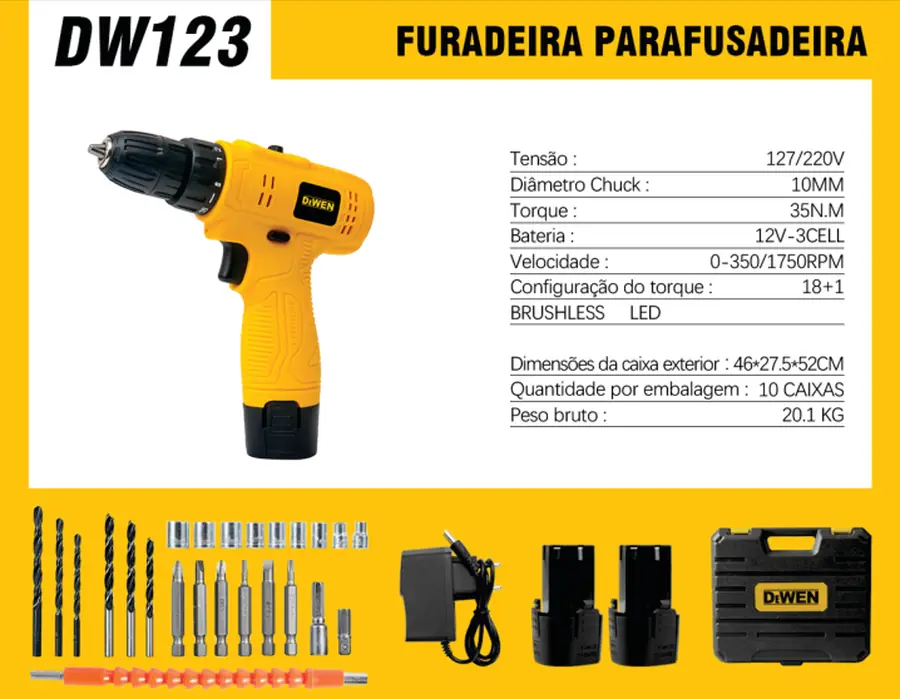 DW123
FURADEIRA PARAFUSADEIRA
DiWEN
Tensão : 127/220V
Diâmetro Chuck : 10MM
Torque : 35N.M
Bateria : 12V-3CELL
Velocidade : 0-350/1750RPM
Configuração do torque : 18+1
BRUSHLESS LED
Dimensões da caixa exterior : 46*27.5*52CM
Quantidade por embalagem : 10 CAIXAS
Peso bruto : 20.1 KG
DiWEN